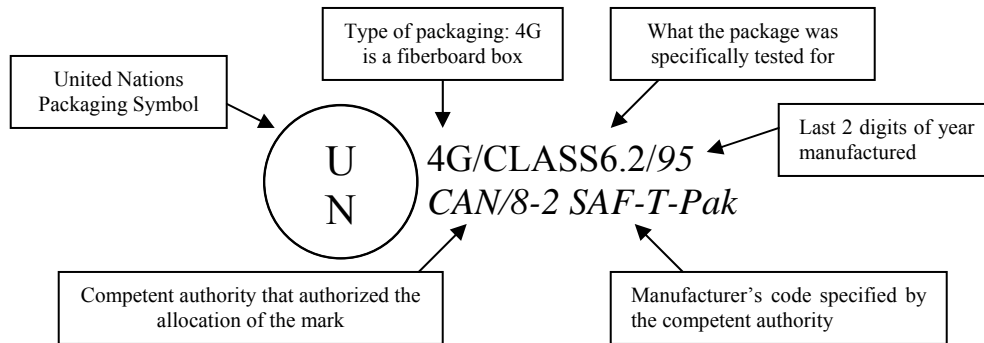 Type of packaging: 4G
is a fiberboard box
What the package was
specifically tested for
United Nations
Packaging Symbol
Last 2 digits of year
manufactured
U
N
4G/CLASS6.2/95
CAN/8-2 SAF-T-Pak
Competent authority that authorized the
allocation of the mark
Manufacturer's code specified by
the competent authority